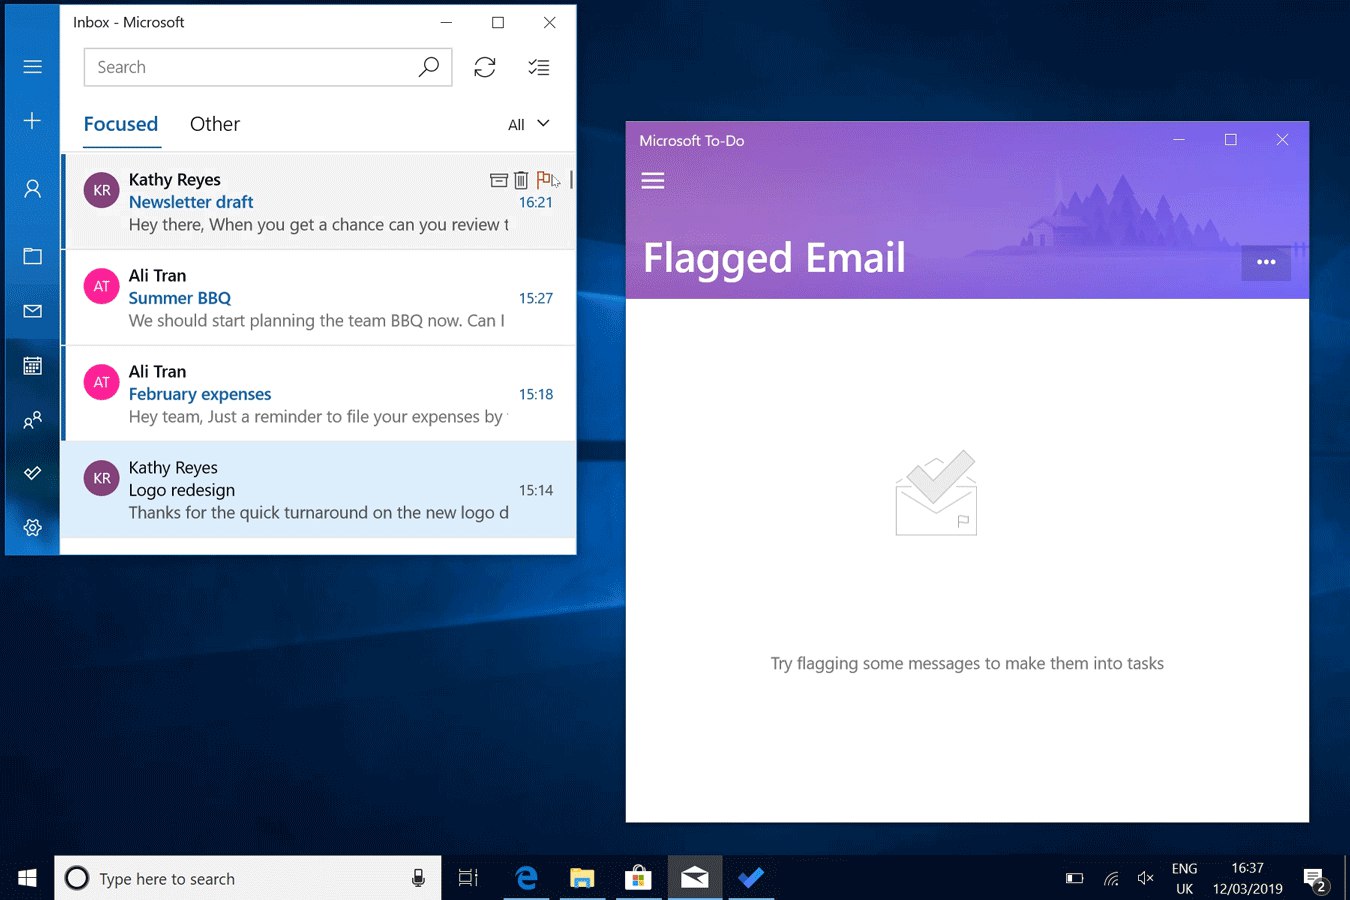 Inbox - Microsoft
Search
Focused
Other
All
KR
Kathy Reyes
Newsletter draft
16:21
Hey there, When you get a chance can you review t
AT
Ali Tran
Summer BBQ
15:27
We should start planning the team BBQ now. Can I
AT
Ali Tran
February expenses
15:18
Hey team, Just a reminder to file your expenses by
KR
Kathy Reyes
Logo redesign
15:14
Thanks for the quick turnaround on the new logo d
Microsoft To-Do
Flagged Email
Try flagging some messages to make them into tasks
Type here to search
ENG
UK
16:37
12/03/2019
2